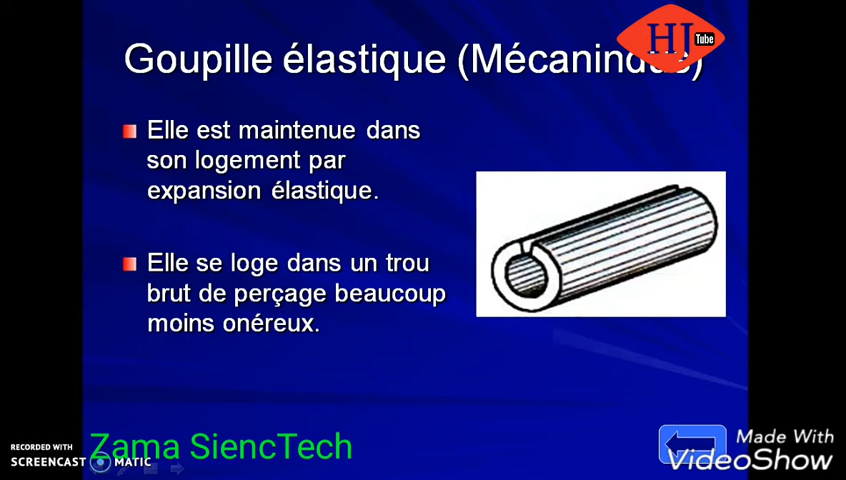 HJ Tube
Goupille élastique (Mécanindus)
Elle est maintenue dans
son logement par
expansion élastique.
Elle se loge dans un trou
brut de perçage beaucoup
moins onéreux.
Zama SiencTech
RECORDED WITH
SCREENCAST MATIC
Made With
VideoShow